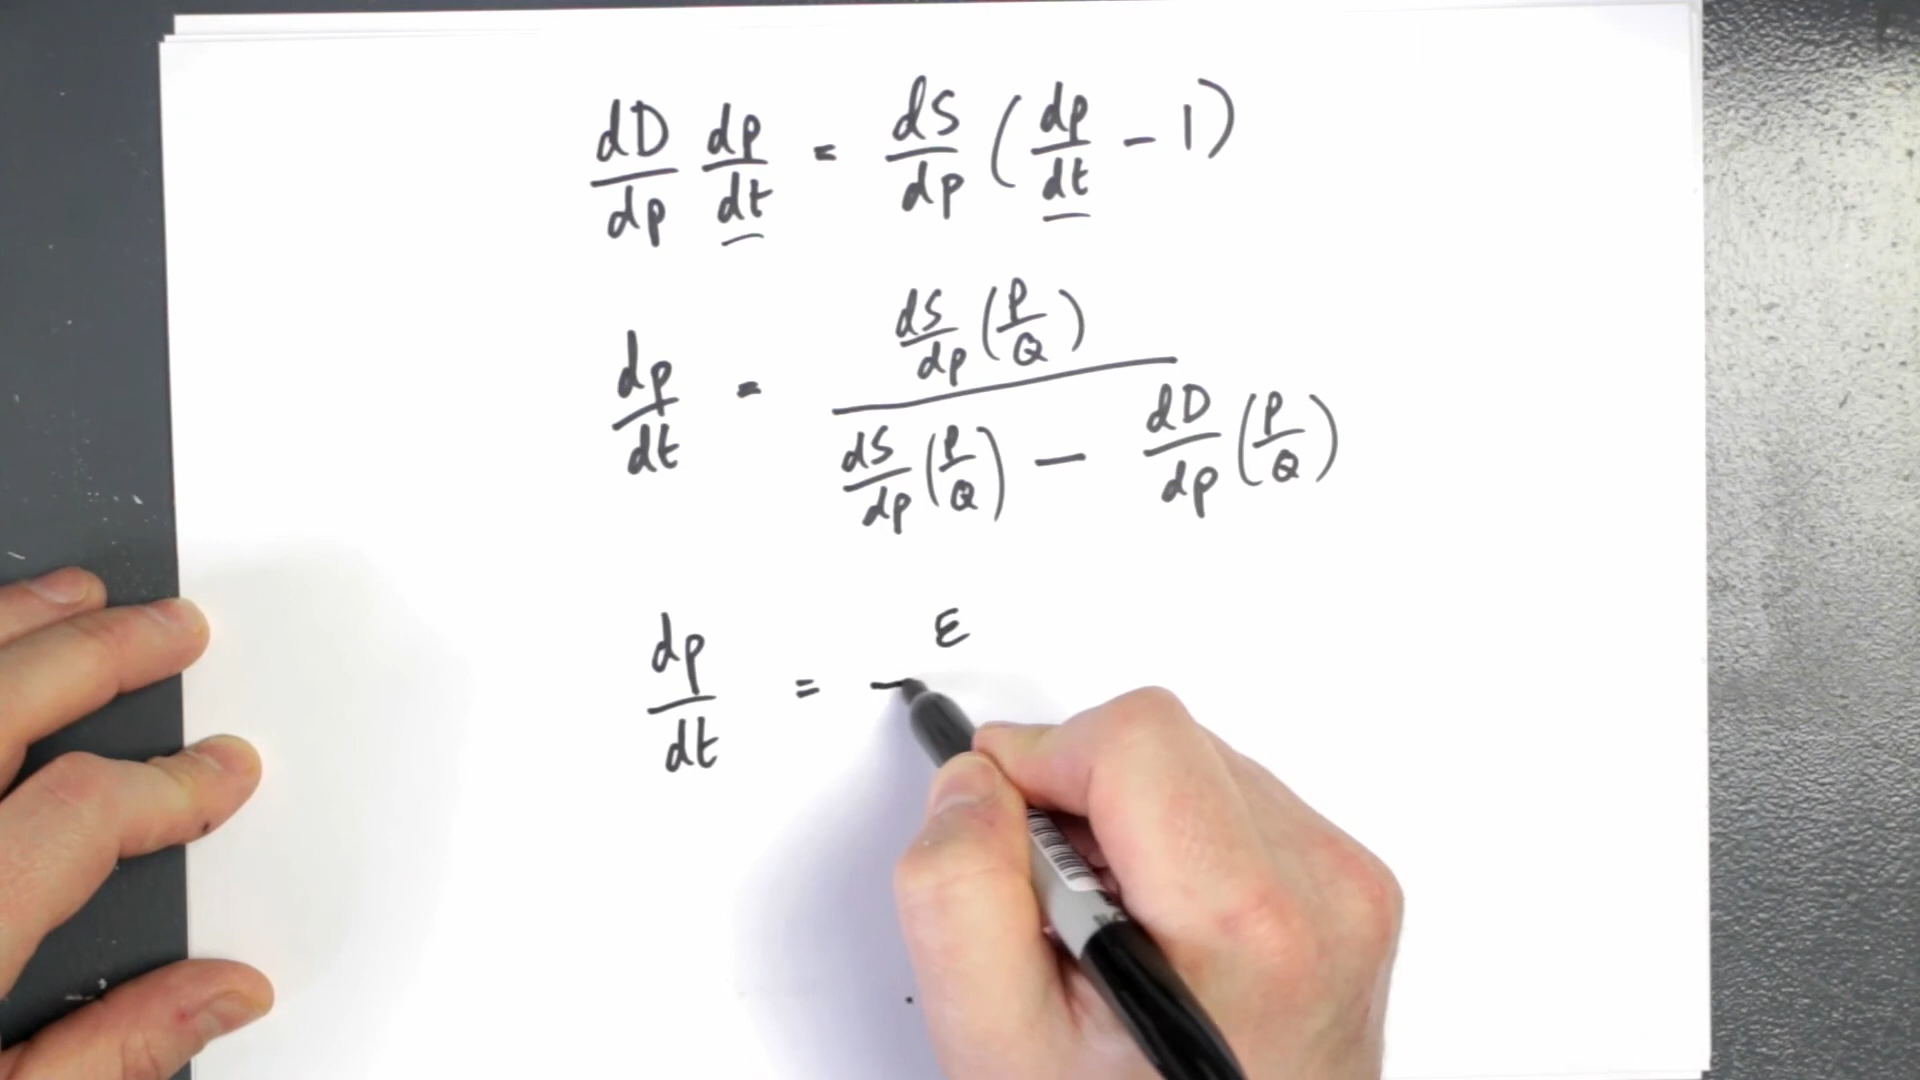 dD/dp dp/dt = dS/dp (dp/dt - 1)
dp/dt = dS/dp (P/Q) / dS/dp (P/Q) - dD/dp (P/Q)
dp/dt = ε